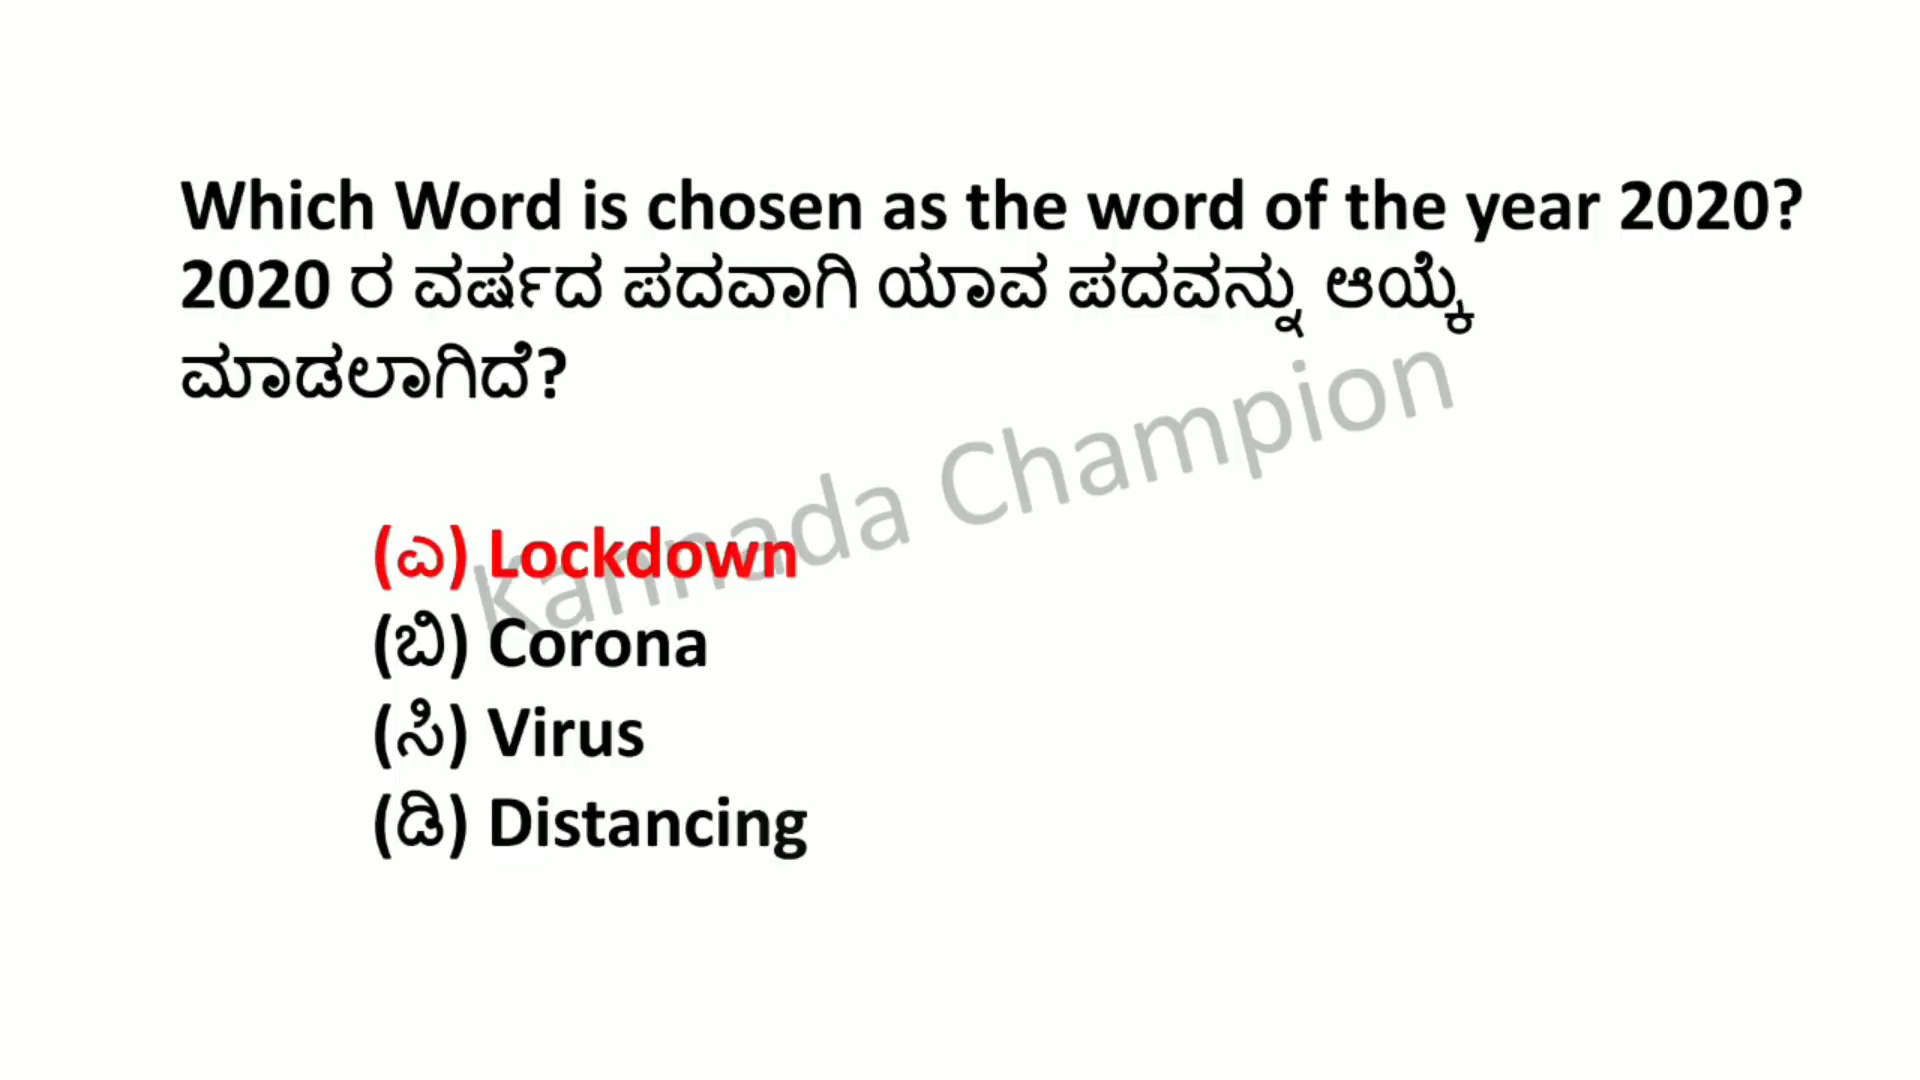 Which Word is chosen as the word of the year 2020?
2020 ರ ವರ್ಷದ ಪದವಾಗಿ ಯಾವ ಪದವನ್ನು ಆಯ್ಕೆ
ಮಾಡಲಾಗಿದೆ?
Kannada Champion
(ಎ) Lockdown
(ಬಿ) Corona
(ಸಿ) Virus
(ಡಿ) Distancing